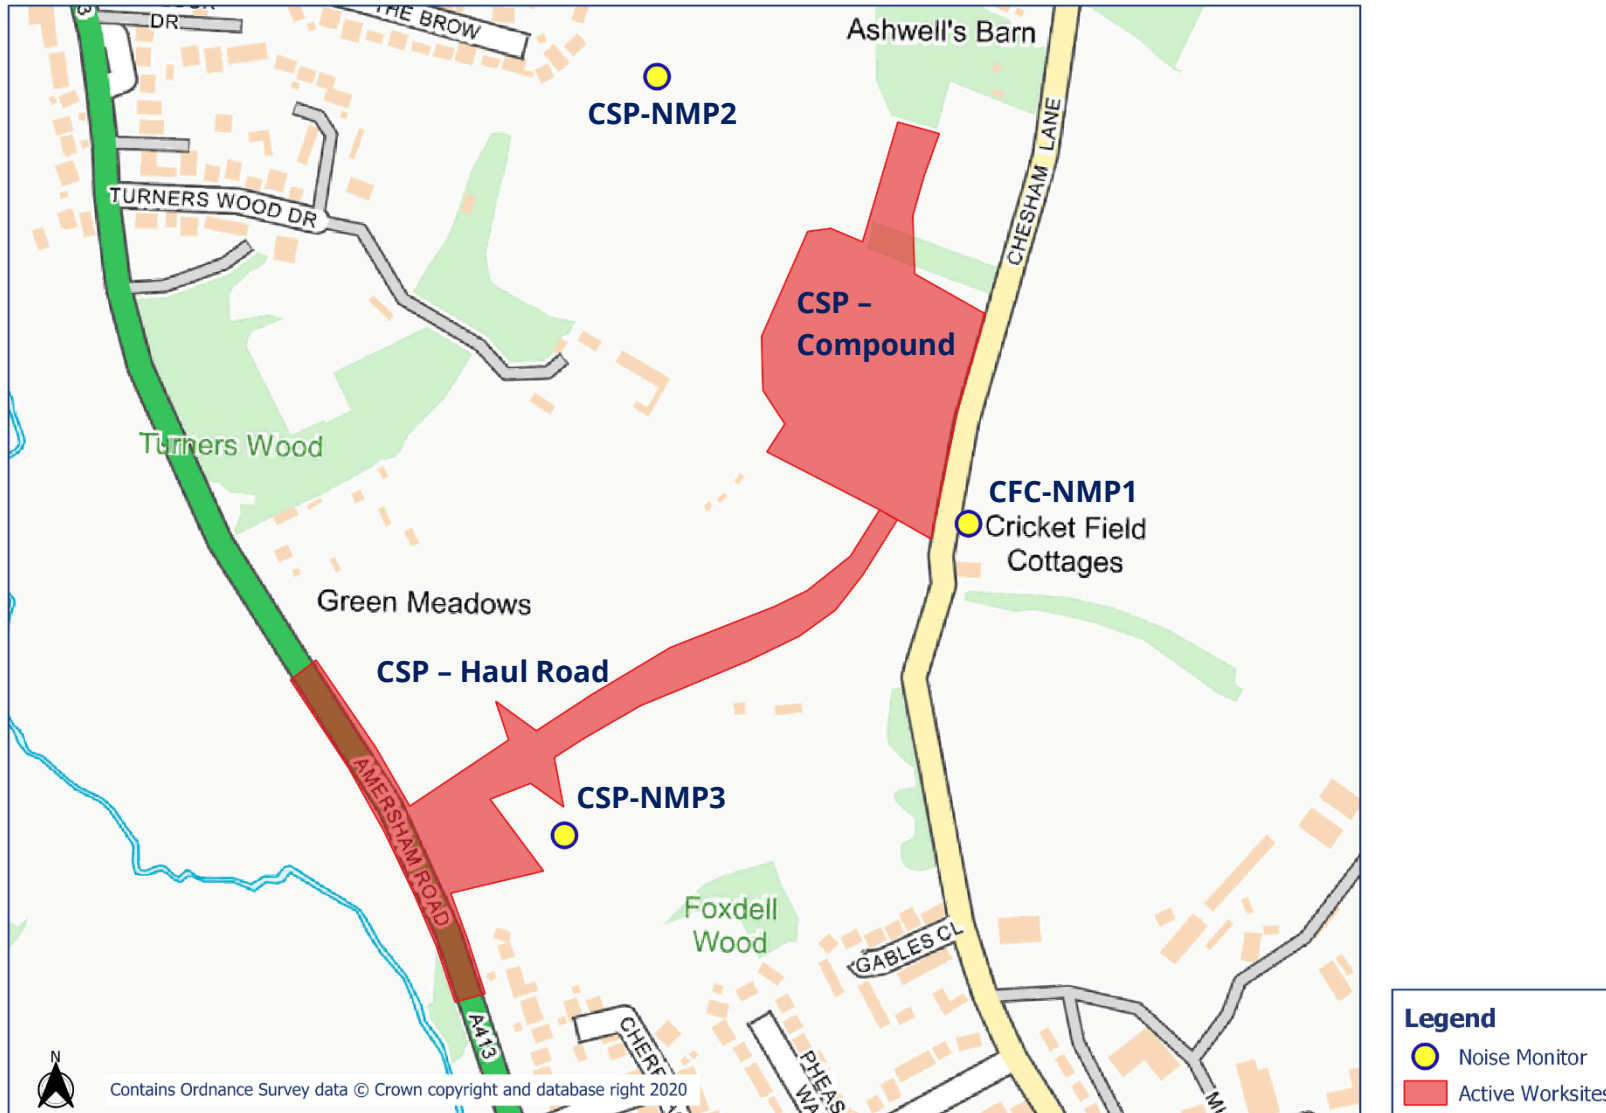 DR
THE BROW
Ashwell's Barn
CSP-NMP2
CHESHAM LANE
TURNERS WOOD DR
CSP –
Compound
Turners Wood
CFC-NMP1
Cricket Field
Cottages
Green Meadows
CSP – Haul Road
AMERSHAM ROAD
CSP-NMP3
Foxdell
Wood
GABLES CL
A413
N
Contains Ordnance Survey data © Crown copyright and database right 2020
Legend
Noise Monitor
Active Worksites